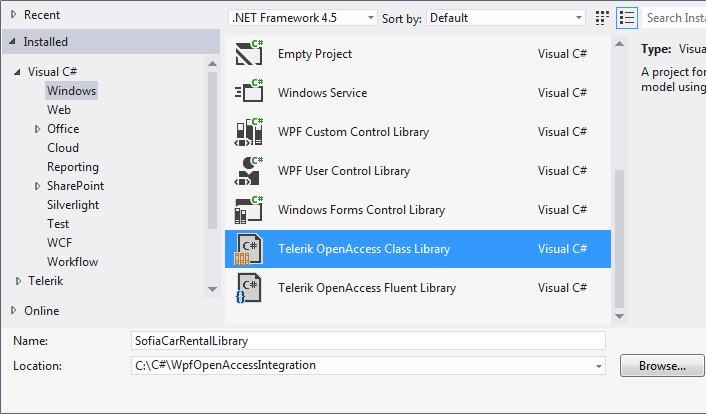 Recent
.NET Framework 4.5 Sort by: Default Search Insta
Installed
Visual C#
Windows
Web
Office
Cloud
Reporting
SharePoint
Silverlight
Test
WCF
Workflow
Telerik
Online
C# Empty Project Visual C#
C# Windows Service Visual C#
C# WPF Custom Control Library Visual C#
C# WPF User Control Library Visual C#
C# Windows Forms Control Library Visual C#
C# Telerik OpenAccess Class Library Visual C#
C# Telerik OpenAccess Fluent Library Visual C#
Type: Visua
A project for
model using
Name: SofiaCarRentalLibrary
Location: C:\C#\WpfOpenAccessIntegration Browse...